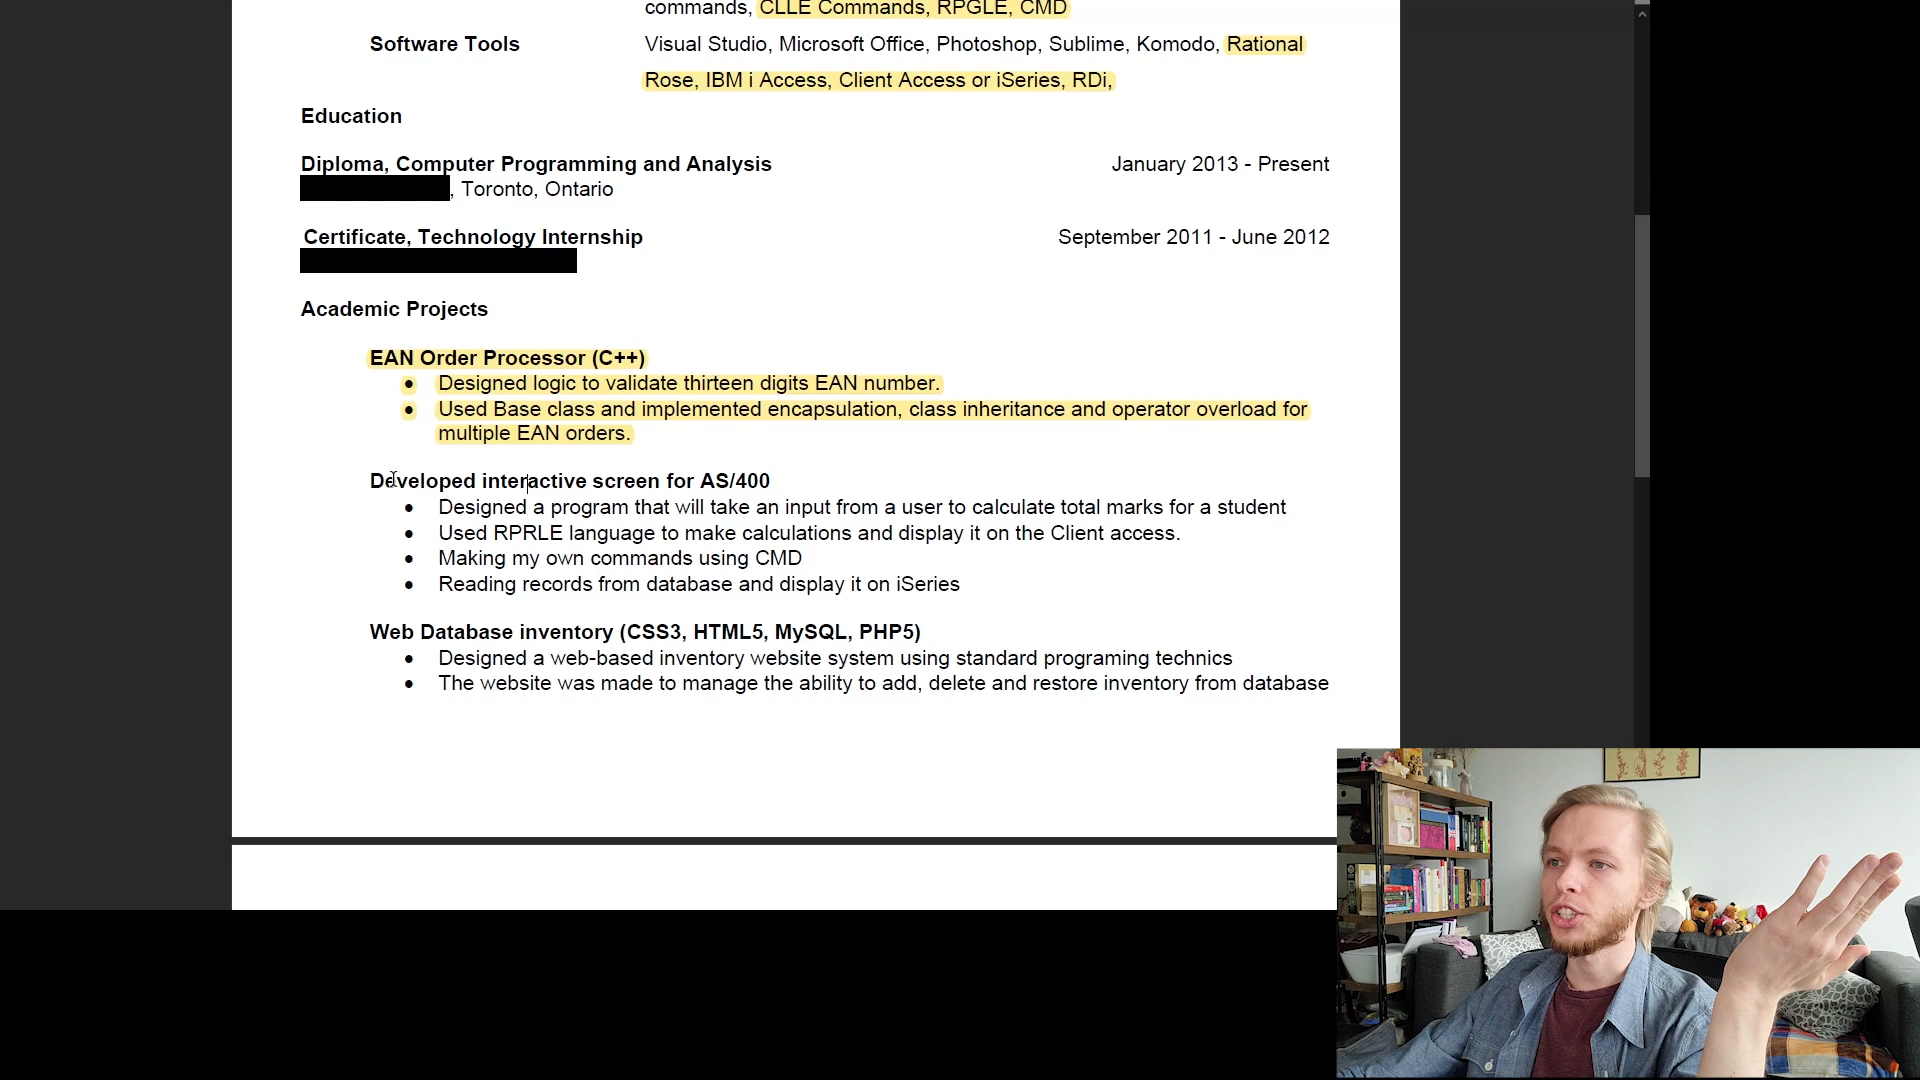 commands, CLLE Commands, RPGLE, CMD
Software Tools Visual Studio, Microsoft Office, Photoshop, Sublime, Komodo, Rational
Rose, IBM i Access, Client Access or iSeries, RDi,
Education
Diploma, Computer Programming and Analysis January 2013 - Present
, Toronto, Ontario
Certificate, Technology Internship September 2011 - June 2012
Academic Projects
EAN Order Processor (C++)
• Designed logic to validate thirteen digits EAN number.
• Used Base class and implemented encapsulation, class inheritance and operator overload for
multiple EAN orders.
Developed interactive screen for AS/400
• Designed a program that will take an input from a user to calculate total marks for a student
• Used RPRLE language to make calculations and display it on the Client access.
• Making my own commands using CMD
• Reading records from database and display it on iSeries
Web Database inventory (CSS3, HTML5, MySQL, PHP5)
• Designed a web-based inventory website system using standard programing technics
• The website was made to manage the ability to add, delete and restore inventory from database